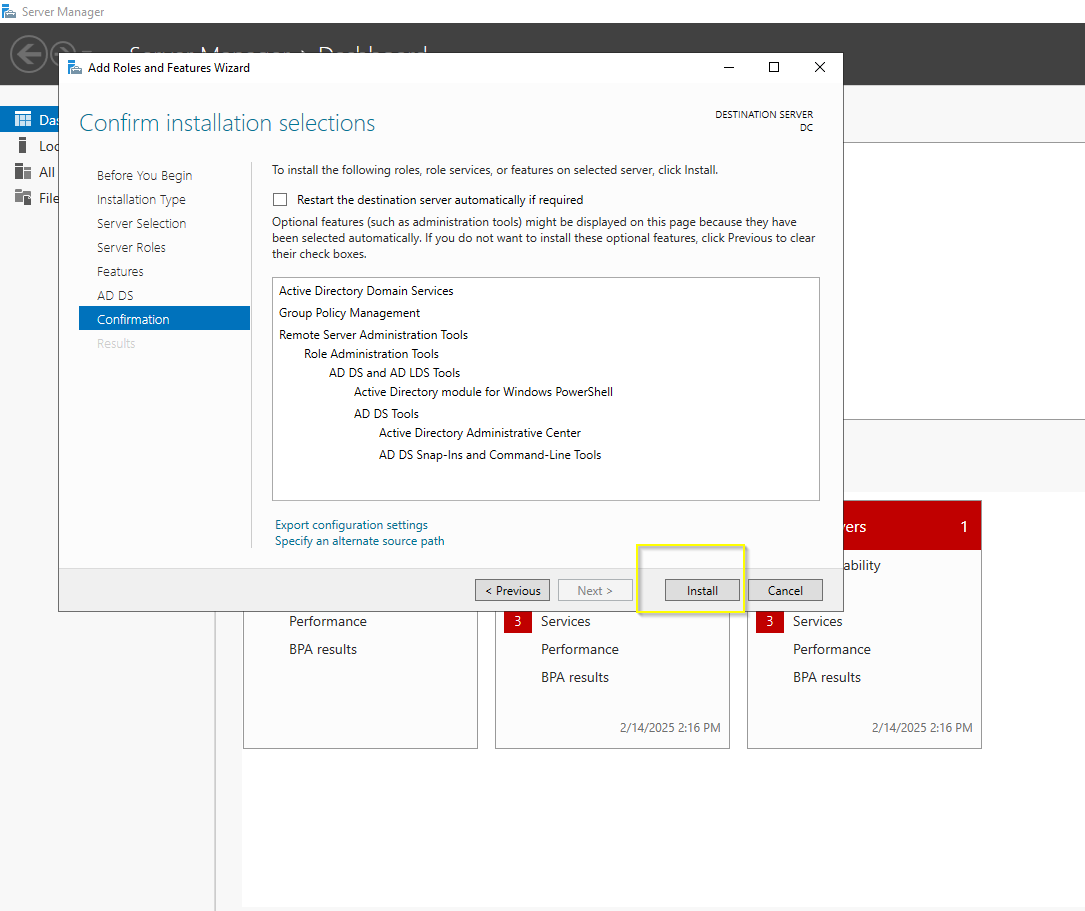 Server Manager
Add Roles and Features Wizard
Confirm installation selections
DESTINATION SERVER
DC
Before You Begin
Installation Type
Server Selection
Server Roles
Features
AD DS
Confirmation
Results
To install the following roles, role services, or features on selected server, click Install.
Restart the destination server automatically if required
Optional features (such as administration tools) might be displayed on this page because they have
been selected automatically. If you do not want to install these optional features, click Previous to clear
their check boxes.
Active Directory Domain Services
Group Policy Management
Remote Server Administration Tools
Role Administration Tools
AD DS and AD LDS Tools
Active Directory module for Windows PowerShell
AD DS Tools
Active Directory Administrative Center
AD DS Snap-Ins and Command-Line Tools
Export configuration settings
Specify an alternate source path
< Previous
Next >
Install
Cancel
All
1
Performance
BPA results
3 Services
Performance
BPA results
2/14/2025 2:16 PM
3 Services
Performance
BPA results
2/14/2025 2:16 PM